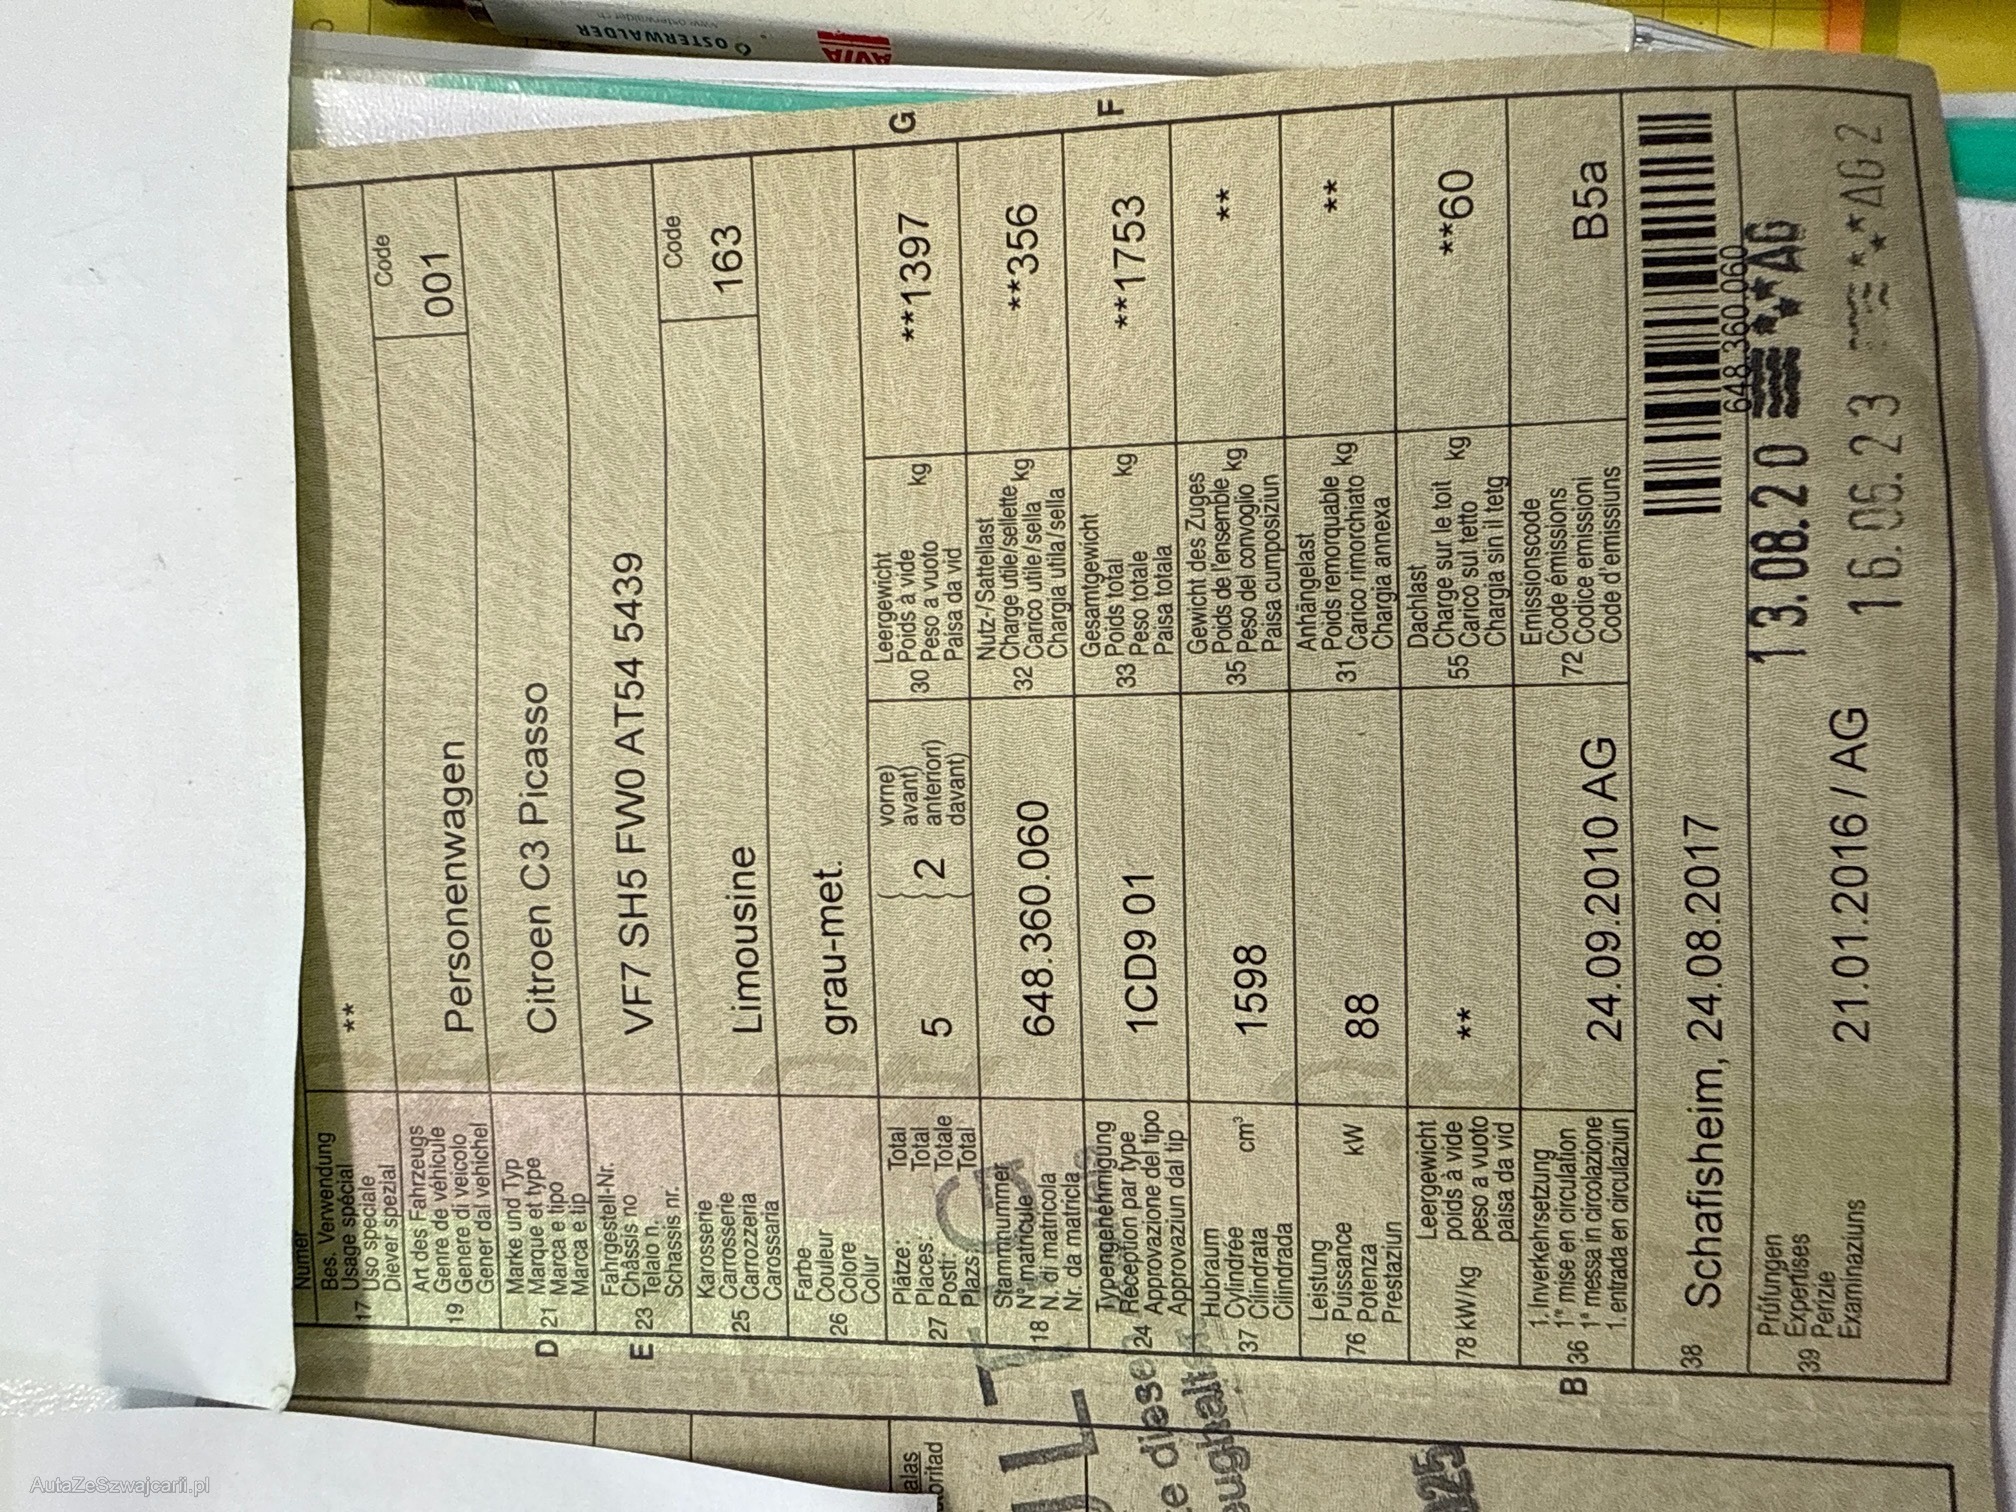 OSTERWALDER
www.osterwalder.ch
AVIA
Numer
Bes. Verwendung
Usage spécial
17 Uso speciale
Diever spezial
**
Art des Fahrzeugs
Genre de véhicule
19 Genere di veicolo
Gener dal vehichel
Personenwagen
Code
001
Marke und Typ
Marque et type
D 21 Marca e tipo
Marca e tip
Citroen C3 Picasso
Fahrgestell-Nr.
Châssis no
E 23 Telaio n.
Schassis nr.
VF7 SH5 FW0 AT54 5439
Karosserie
Carrosserie
25 Carrozzeria
Carossaria
Limousine
Code
163
Farbe
Couleur
26 Colore
Colur
grau-met.
Plätze: Total
Places: Total
27 Posti: Totale
Plazs: Total
5
2
vorne)
avant)
anteriori)
davant)
Leergewicht
Poids à vide
30 Peso a vuoto kg
Paisa da vid
**1397
G
Stammnummer
N° matricule
18 N. di matricola
Nr. da matricla
648.360.060
Nutz-/Sattellast
Charge utile/sellette
32 Carico utile/sella kg
Chargia utila/sella
**356
Typengenehmigung
24 Réception par type
Approvazione del tipo
Approvaziun dal tip
1CD9 01
Gesamtgewicht
33 Poids total kg
Peso totale
Paisa totala
**1753
F
Hubraum
37 Cylindrée cm³
Cilindrata
Cilindrada
1598
Gewicht des Zuges
Poids de l'ensemble
35 Peso del convoglio kg
Paisa cumposiziun
**
Leistung
76 Puissance kW
Potenza
Prestaziun
88
Anhängelast
31 Poids remorquable kg
Carico rimorchiato
Chargia annexa
**
Leergewicht
poids à vide
78 kW/kg peso a vuoto
paisa da vid
**
Dachlast
Charge sur le toit
55 Carico sul tetto kg
Chargia sin il tetg
**60
1. Inverkehrsetzung
B 36 1re mise en circulation
1a messa in circolazione
1. entrada en circulaziun
24.09.2010 AG
Emissionscode
72 Code émissions
Codice emissioni
Code d'emissiuns
B5a
38 Schafisheim, 24.08.2017
648.360.060
Prüfungen
Expertises
39 Perizie
Examinaziuns
21.01.2016 / AG
13.08.20 **AG
16.06.23 **AG2
alas
oritad
e diese
eughalt
025
AutaZeSzwajcarii.pl